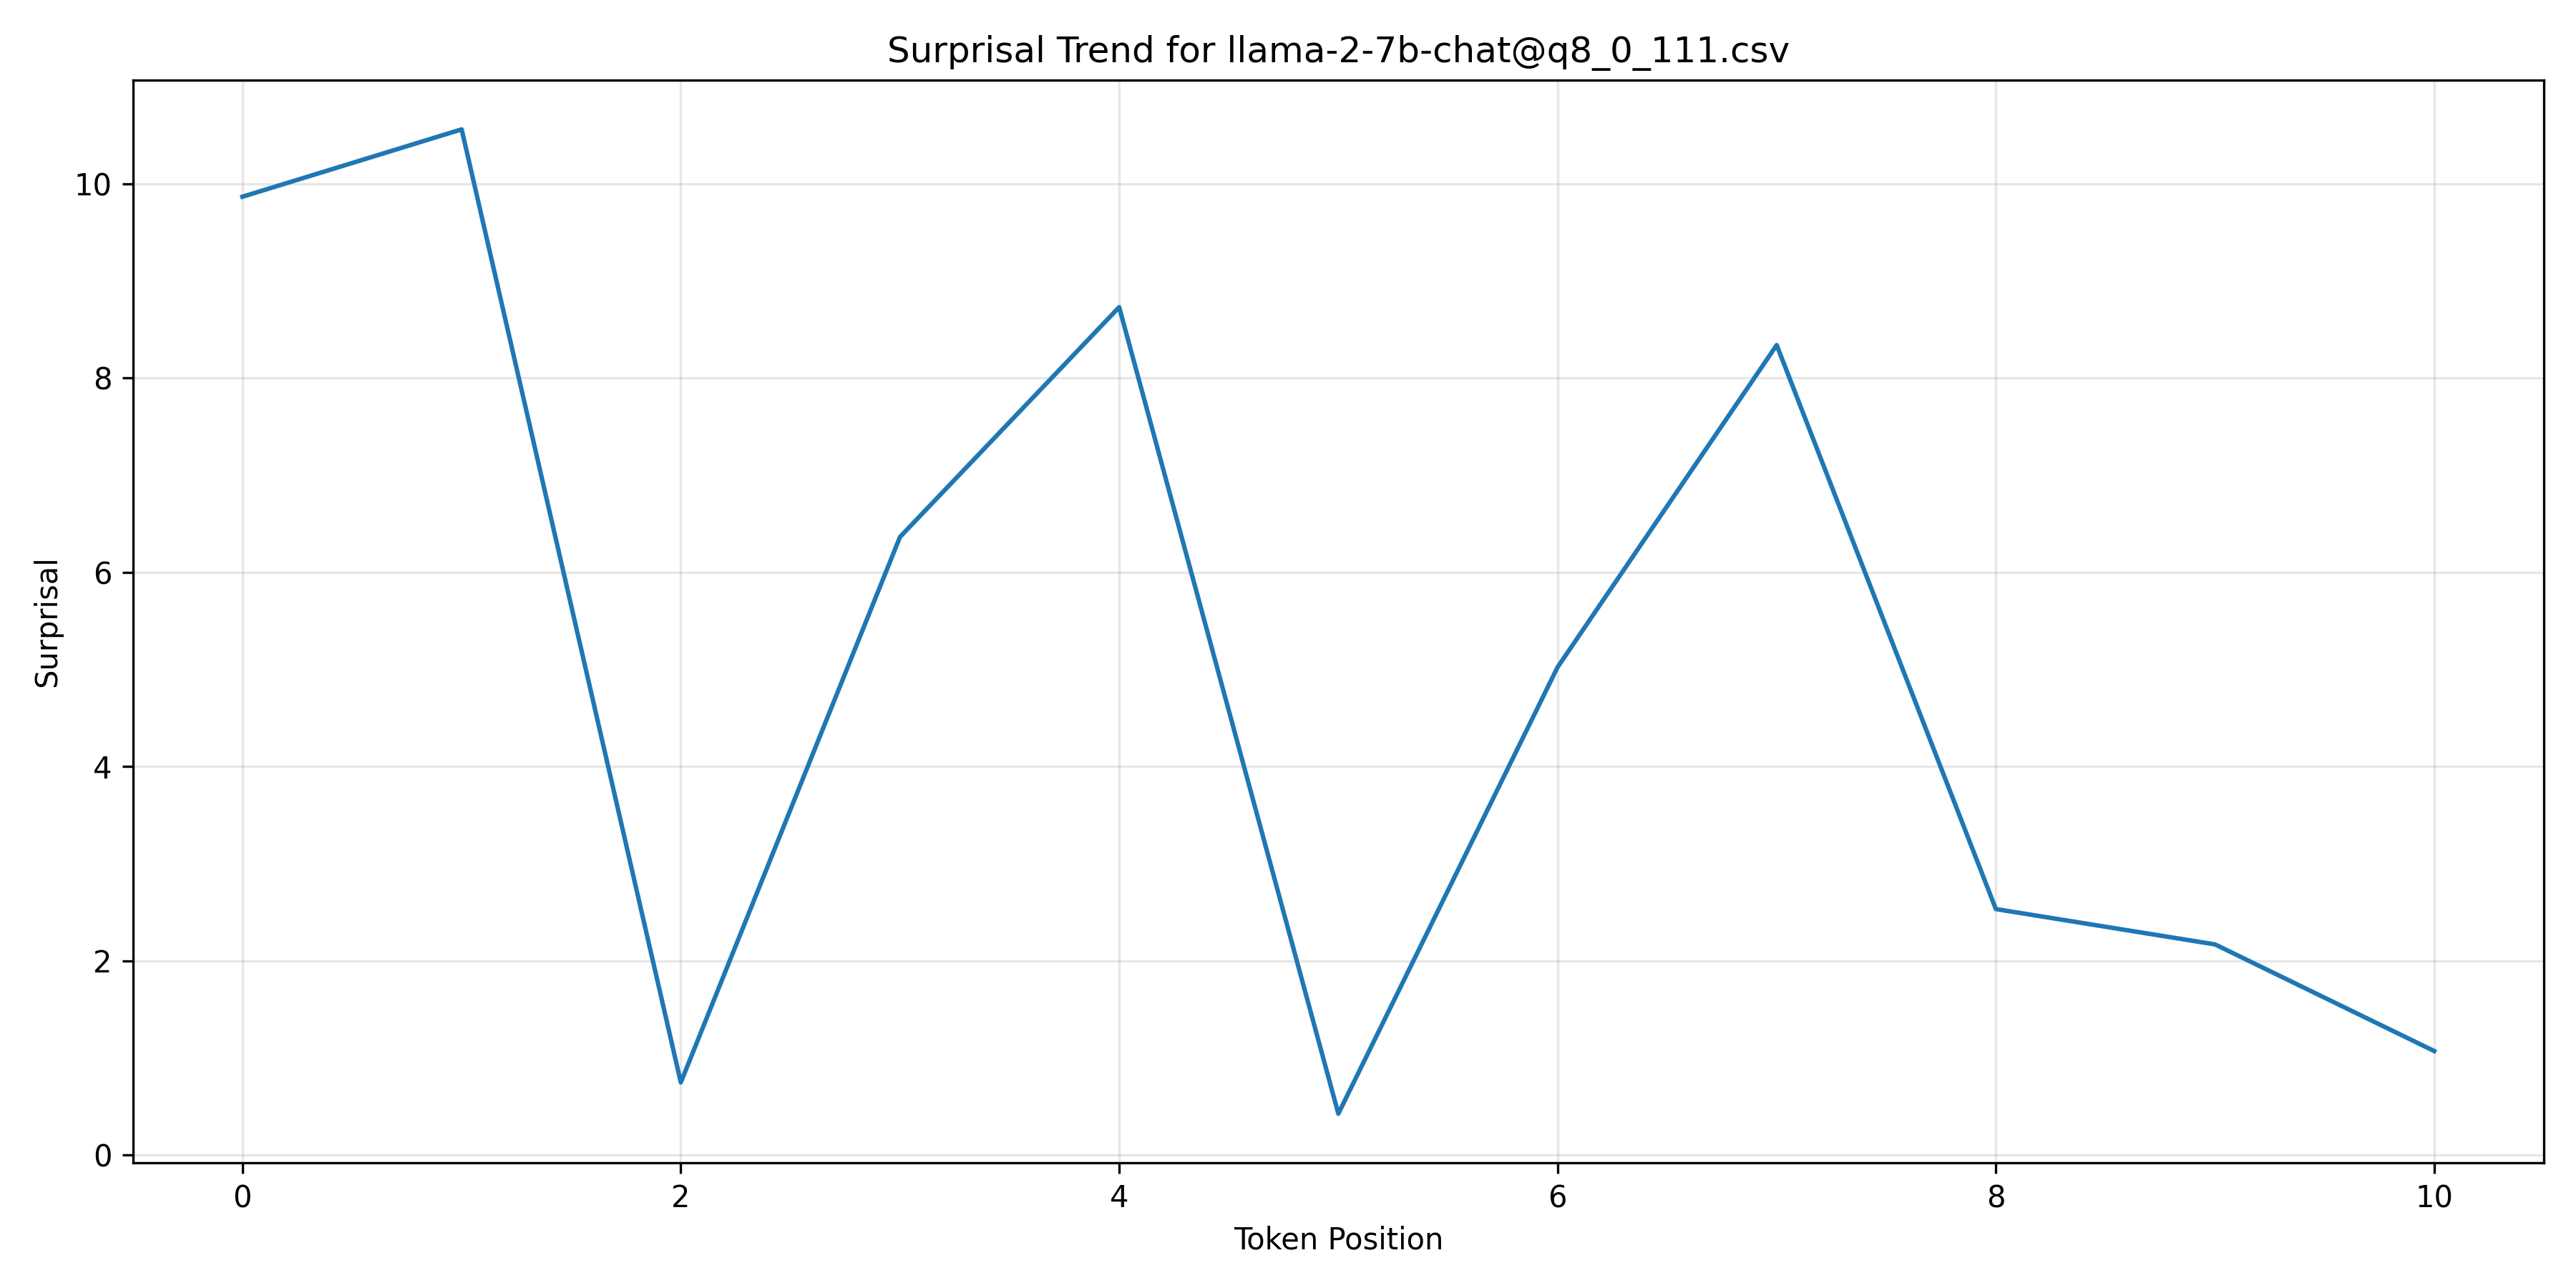 Surprisal Trend for llama-2-7b-chat@q8_0_111.csv
10
8
6
4
2
0
Surprisal
0 2 4 6 8 10
Token Position